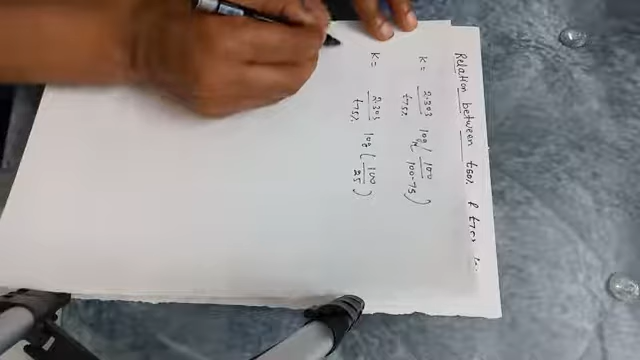 Relation between t50% & t75%
K = 2.303/t75% log (100/100-75)
K = 2.303/t75% log (100/25)